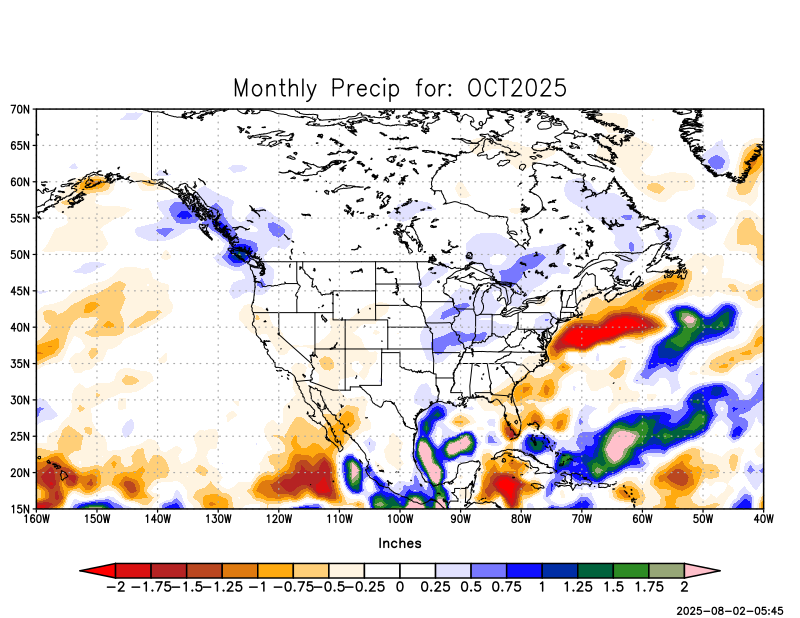 Monthly Precip for: OCT2025
70N
65N
60N
55N
50N
45N
40N
35N
30N
25N
20N
15N
160W 150W 140W 130W 120W 110W 100W 90W 80W 70W 60W 50W 40W
Inches
-2 -1.75 -1.5 -1.25 -1 -0.75 -0.5 -0.25 0 0.25 0.5 0.75 1 1.25 1.5 1.75 2
2025-08-02-05:45